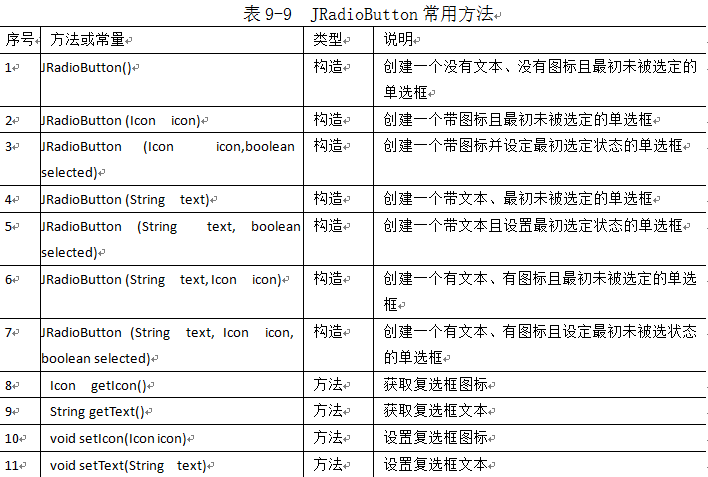 表 9-9 JRadioButton 常用方法
序号 方法或常量 类型 说明
1 JRadioButton() 构造 创建一个没有文本、没有图标且最初未被选定的
单选框
2 JRadioButton (Icon icon) 构造 创建一个带图标且最初未被选定的单选框
3 JRadioButton (Icon icon,boolean 构造 创建一个带图标并设定最初选定状态的单选框
selected)
4 JRadioButton (String text) 构造 创建一个带文本、最初未被选定的单选框
5 JRadioButton (String text, boolean 构造 创建一个带文本且设置最初选定状态的单选框
selected)
6 JRadioButton (String text, Icon icon) 构造 创建一个有文本、有图标且最初未被选定的单选
框
7 JRadioButton (String text, Icon icon, 构造 创建一个有文本、有图标且设定最初未被选状态
boolean selected) 的单选框
8 Icon getIcon() 方法 获取复选框图标
9 String getText() 方法 获取复选框文本
10 void setIcon(Icon icon) 方法 设置复选框图标
11 void setText(String text) 方法 设置复选框文本